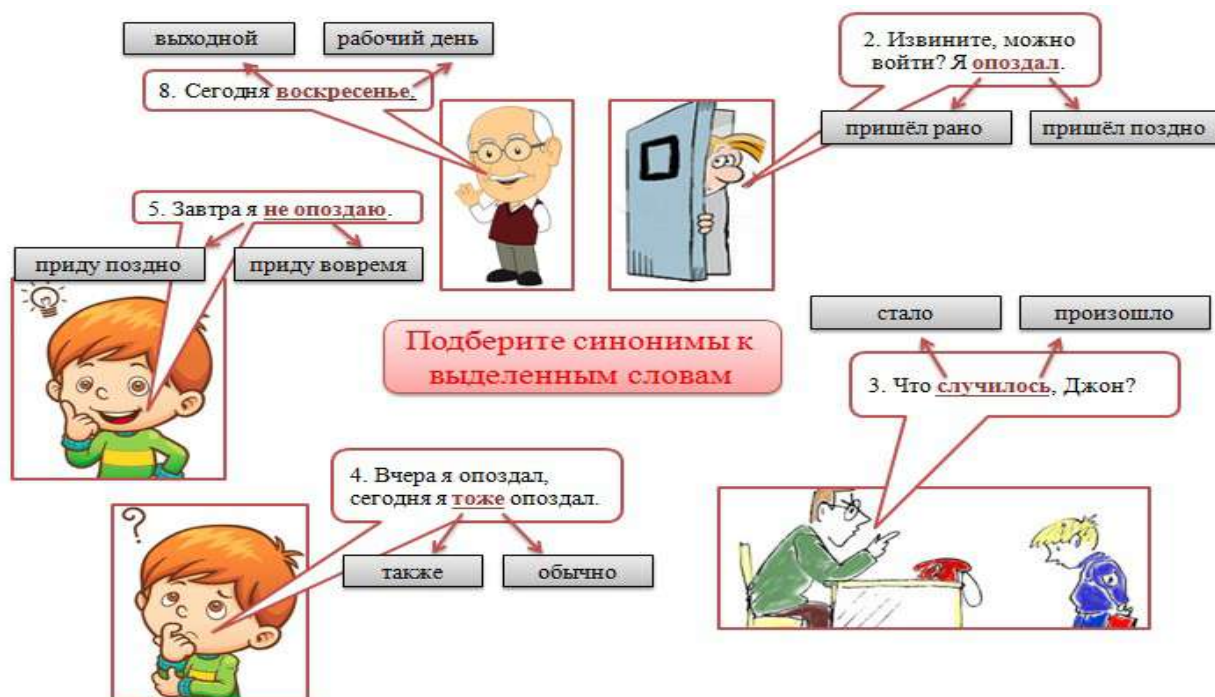 выходной
рабочий день
8. Сегодня воскресенье.
2. Извините, можно
войти? Я опоздал.
пришёл рано
пришёл поздно
5. Завтра я не опоздаю.
приду поздно
приду вовремя
Подберите синонимы к
выделенным словам
стало
произошло
3. Что случилось, Джон?
4. Вчера я опоздал,
сегодня я тоже опоздал.
также
обычно
?